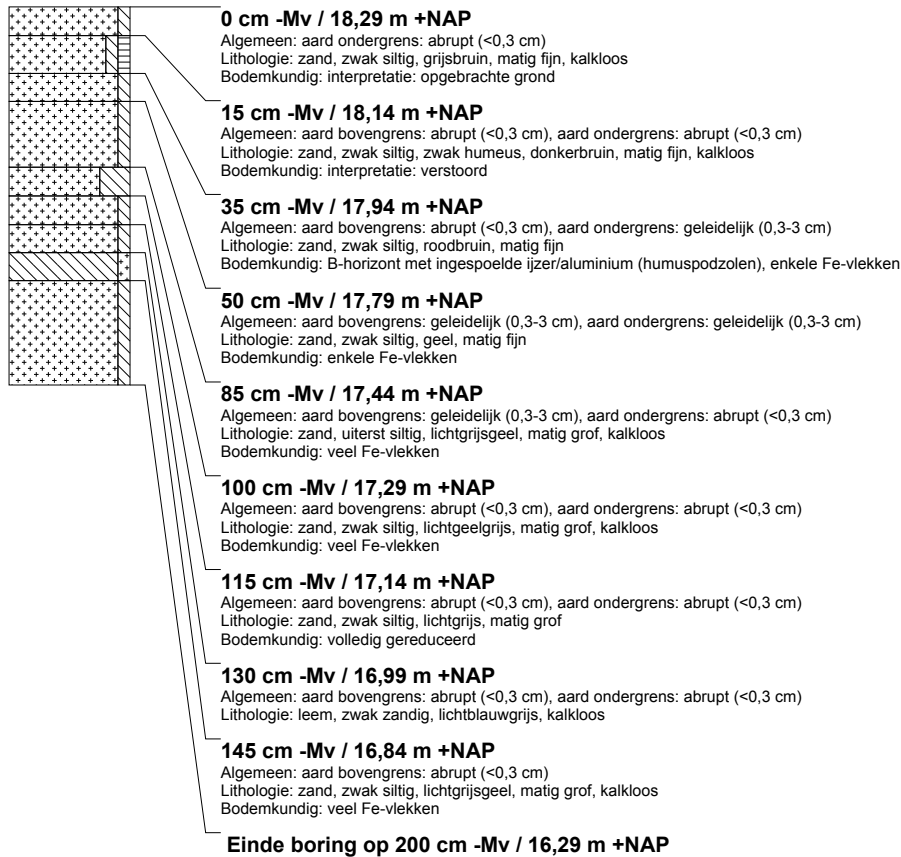 0 cm -Mv / 18,29 m +NAP
Algemeen: aard ondergrens: abrupt (<0,3 cm)
Lithologie: zand, zwak siltig, grijsbruin, matig fijn, kalkloos
Bodemkundig: interpretatie: opgebrachte grond
15 cm -Mv / 18,14 m +NAP
Algemeen: aard bovengrens: abrupt (<0,3 cm), aard ondergrens: abrupt (<0,3 cm)
Lithologie: zand, zwak siltig, zwak humeus, donkerbruin, matig fijn, kalkloos
Bodemkundig: interpretatie: verstoord
35 cm -Mv / 17,94 m +NAP
Algemeen: aard bovengrens: abrupt (<0,3 cm), aard ondergrens: geleidelijk (0,3-3 cm)
Lithologie: zand, zwak siltig, roodbruin, matig fijn
Bodemkundig: B-horizont met ingespoelde ijzer/aluminium (humuspodzolen), enkele Fe-vlekken
50 cm -Mv / 17,79 m +NAP
Algemeen: aard bovengrens: geleidelijk (0,3-3 cm), aard ondergrens: geleidelijk (0,3-3 cm)
Lithologie: zand, zwak siltig, geel, matig fijn
Bodemkundig: enkele Fe-vlekken
85 cm -Mv / 17,44 m +NAP
Algemeen: aard bovengrens: geleidelijk (0,3-3 cm), aard ondergrens: abrupt (<0,3 cm)
Lithologie: zand, uiterst siltig, lichtgrijsgeel, matig grof, kalkloos
Bodemkundig: veel Fe-vlekken
100 cm -Mv / 17,29 m +NAP
Algemeen: aard bovengrens: abrupt (<0,3 cm), aard ondergrens: abrupt (<0,3 cm)
Lithologie: zand, zwak siltig, lichtgeelgrijs, matig grof, kalkloos
Bodemkundig: veel Fe-vlekken
115 cm -Mv / 17,14 m +NAP
Algemeen: aard bovengrens: abrupt (<0,3 cm), aard ondergrens: abrupt (<0,3 cm)
Lithologie: zand, zwak siltig, lichtgrijs, matig grof
Bodemkundig: volledig gereduceerd
130 cm -Mv / 16,99 m +NAP
Algemeen: aard bovengrens: abrupt (<0,3 cm), aard ondergrens: abrupt (<0,3 cm)
Lithologie: leem, zwak zandig, lichtblauwgrijs, kalkloos
145 cm -Mv / 16,84 m +NAP
Algemeen: aard bovengrens: abrupt (<0,3 cm)
Lithologie: zand, zwak siltig, lichtgrijsgeel, matig grof, kalkloos
Bodemkundig: veel Fe-vlekken
Einde boring op 200 cm -Mv / 16,29 m +NAP